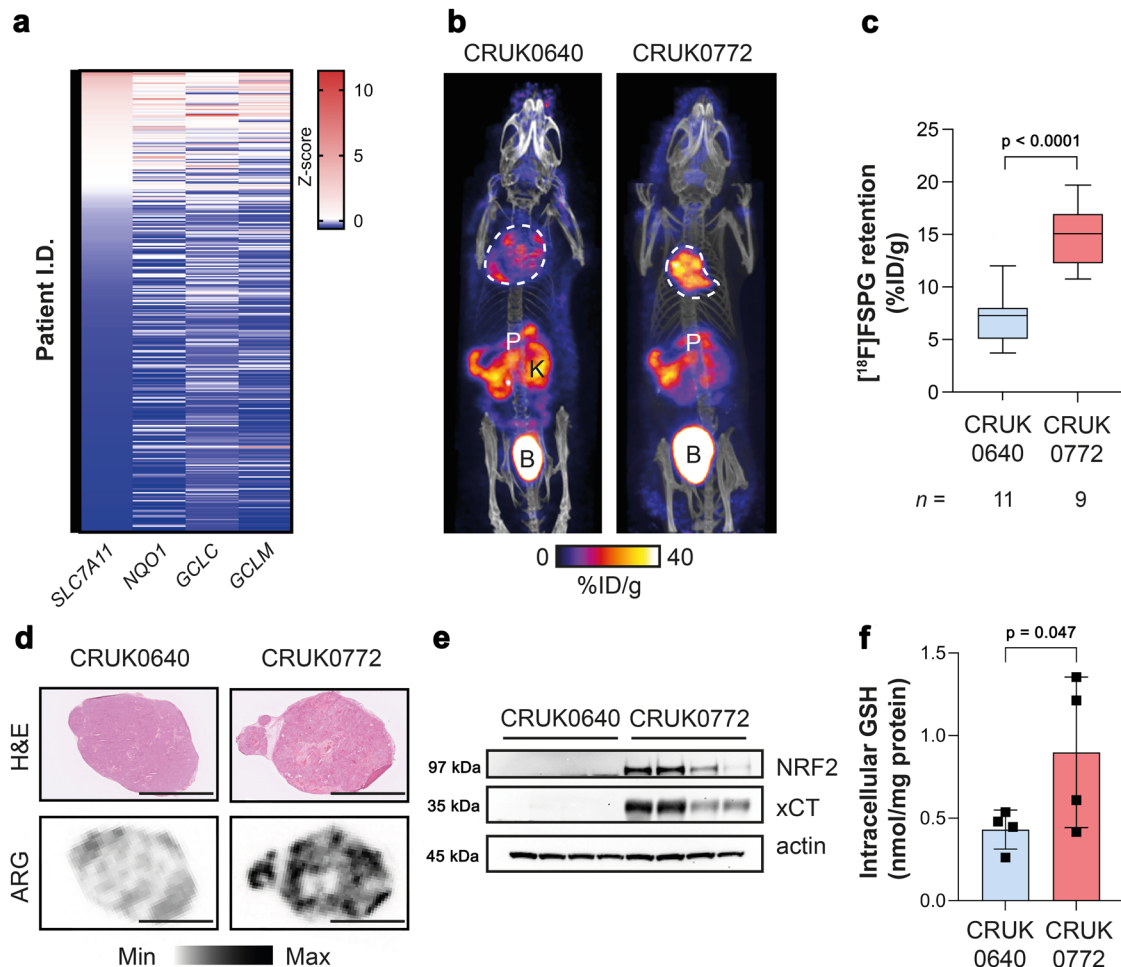 a
Patient I.D.
10
5
0
Z-score
SLC7A11
NQO1
GCLC
GCLM
b
CRUK0640
CRUK0772
P
K
B
P
B
0
40
%ID/g
c
[¹⁸F]FSPG retention
(%ID/g)
25
20
15
10
5
0
p < 0.0001
CRUK
0640
CRUK
0772
n =
11
9
d
CRUK0640
CRUK0772
H&E
ARG
Min
Max
e
CRUK0640
CRUK0772
97 kDa
NRF2
35 kDa
xCT
45 kDa
actin
f
Intracellular GSH
(nmol/mg protein)
1.5
1.0
0.5
0.0
p = 0.047
CRUK
0640
CRUK
0772